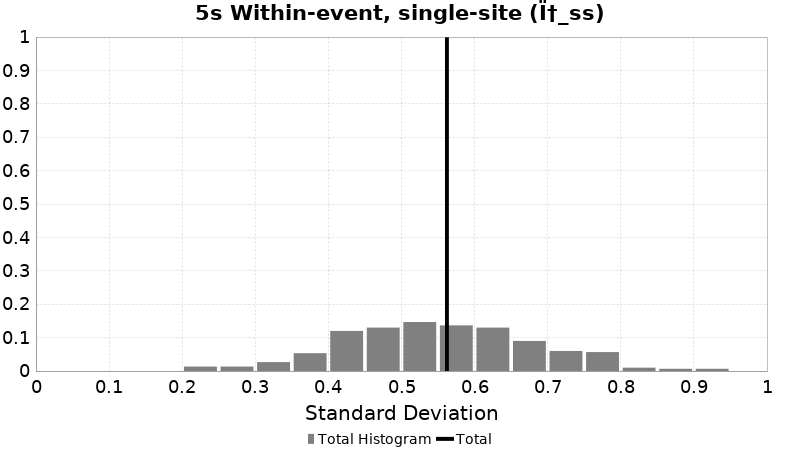 5s Within-event, single-site (Ï†_ss)
1
0.9
0.8
0.7
0.6
0.5
0.4
0.3
0.2
0.1
0
0 0.1 0.2 0.3 0.4 0.5 0.6 0.7 0.8 0.9 1
Standard Deviation
Total Histogram Total